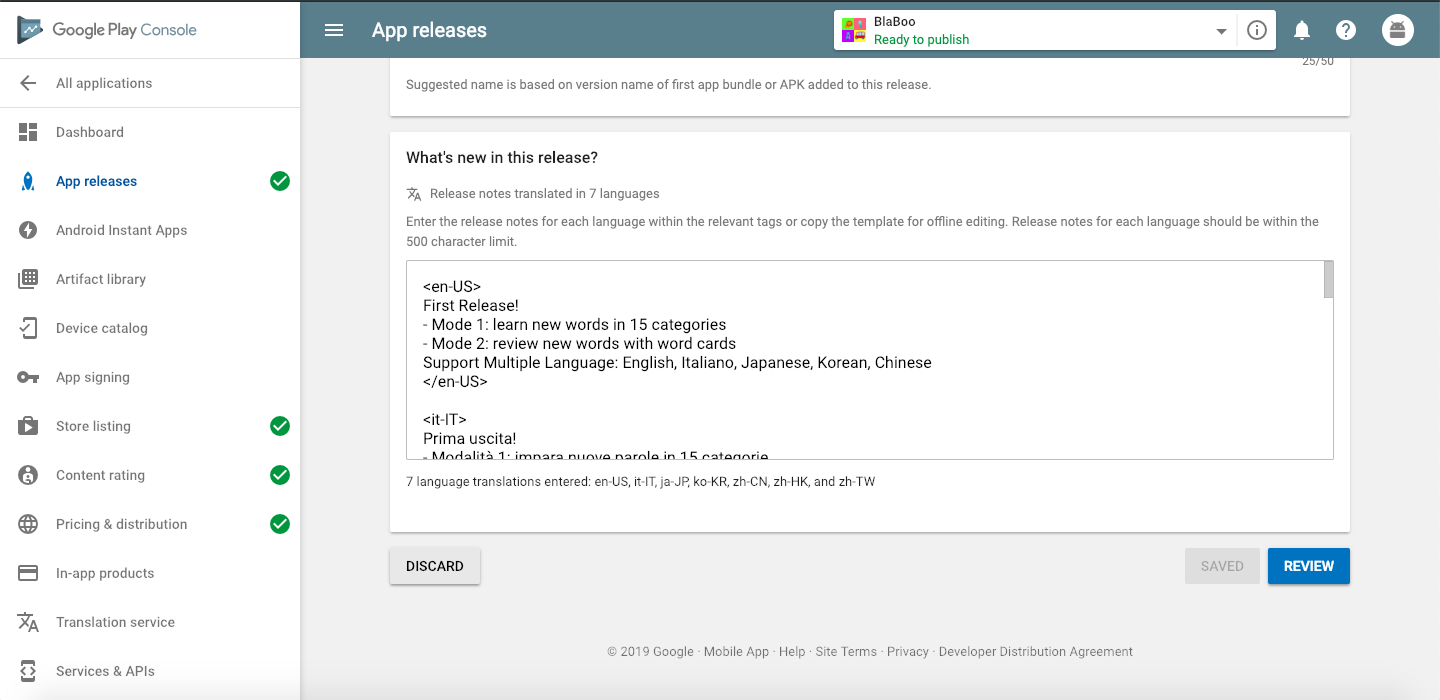 Google Play Console
App releases
BlaBoo
Ready to publish
All applications
Dashboard
App releases
Android Instant Apps
Artifact library
Device catalog
App signing
Store listing
Content rating
Pricing & distribution
In-app products
Translation service
Services & APIs
25/50
Suggested name is based on version name of first app bundle or APK added to this release.
What's new in this release?
Release notes translated in 7 languages
Enter the release notes for each language within the relevant tags or copy the template for offline editing. Release notes for each language should be within the
500 character limit.
<en-US>
First Release!
- Mode 1: learn new words in 15 categories
- Mode 2: review new words with word cards
Support Multiple Language: English, Italiano, Japanese, Korean, Chinese
</en-US>
<it-IT>
Prima uscita!
- Modalità 1: impara nuove parole in 15 categorie
7 language translations entered: en-US, it-IT, ja-JP, ko-KR, zh-CN, zh-HK, and zh-TW
DISCARD
SAVED
REVIEW
© 2019 Google · Mobile App · Help · Site Terms · Privacy · Developer Distribution Agreement